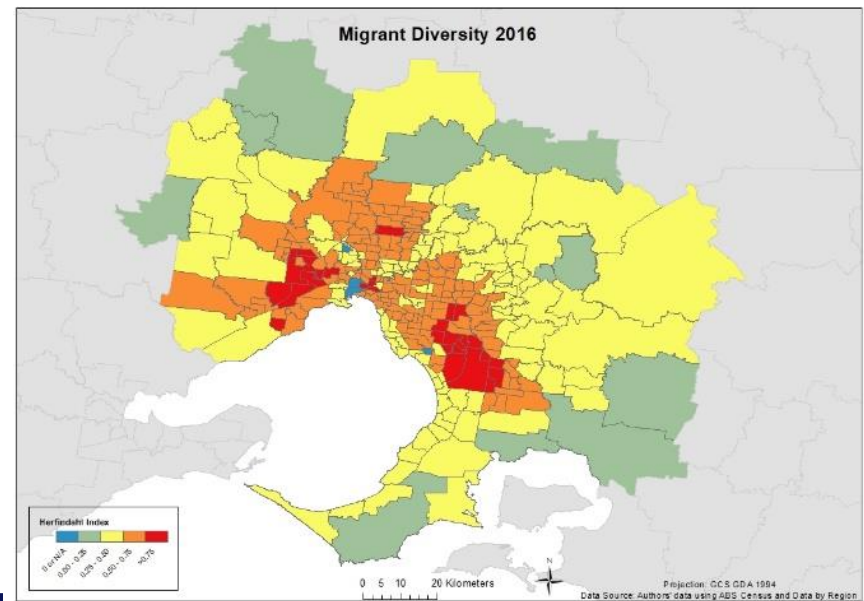 Migrant Diversity 2016
Herfindahl Index
0 or N/A
0.00 - 0.25
0.25 - 0.50
0.50 - 0.75
>0.75
N
0 5 10 20 Kilometers
Projection: GCS GDA 1994
Data Source: Authors' data using ABS Census and Data by Region